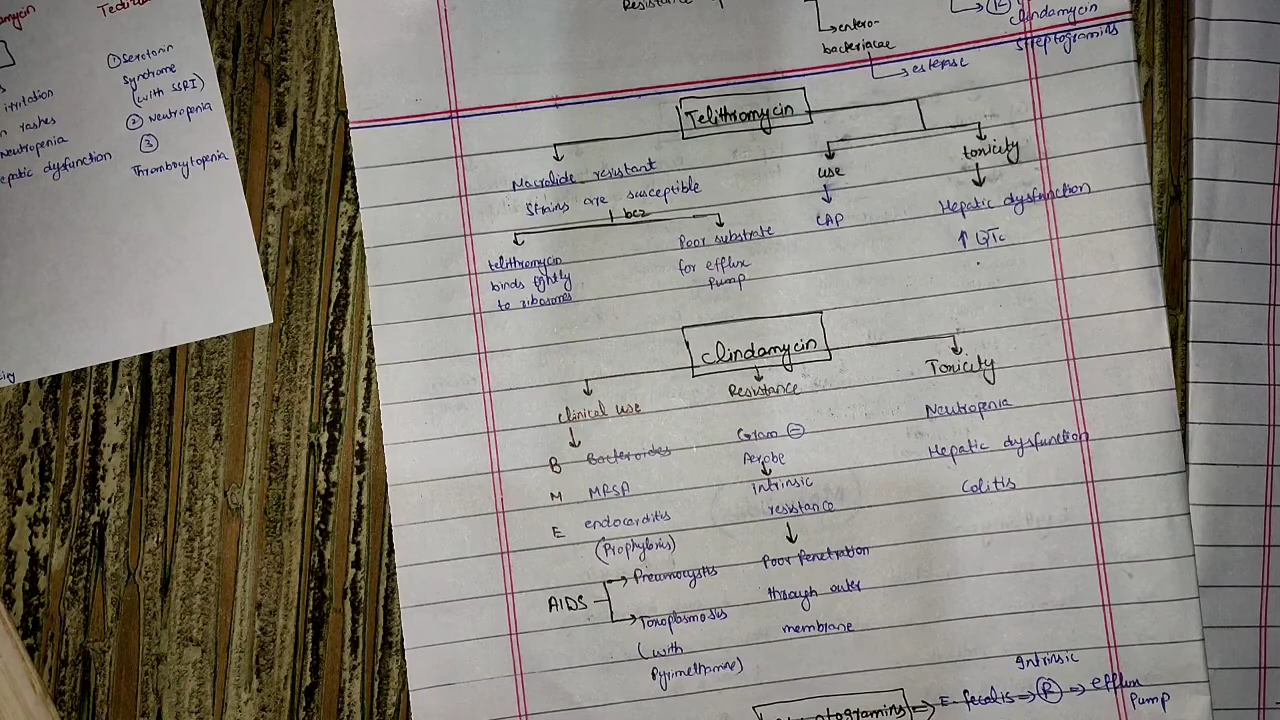 Serotonin
Syndrome
(with SSRI)
② Neutropenia
③
Thrombocytopenia
irritation
rashes
Neutropenia
hepatic dysfunction
Resistance
entero-
bacteriacae
esterase
(R)
clindamycin
Streptogramins
Telithromycin
Macrolide resistant
Strains are susceptible
bcz
telithromycin
binds tightly
to ribosomes
Poor substrate
for efflux
pump
use
CAP
toxicity
Hepatic dysfunction
↑ QTc
Clindamycin
clinical use
B Bacteroides
M MRSA
E endocarditis
(Prophylaxis)
AIDS
Pneumocystis
Toxoplasmosis
(with
Pyrimethamine)
Resistance
Gram ⊖
Aerobe
Intrinsic
resistance
Poor Penetration
through outer
membrane
Toxicity
Neutropenia
Hepatic dysfunction
Colitis
Intrinsic
⇒ E. fecalis ⇒ (R) ⇒ efflux
pump